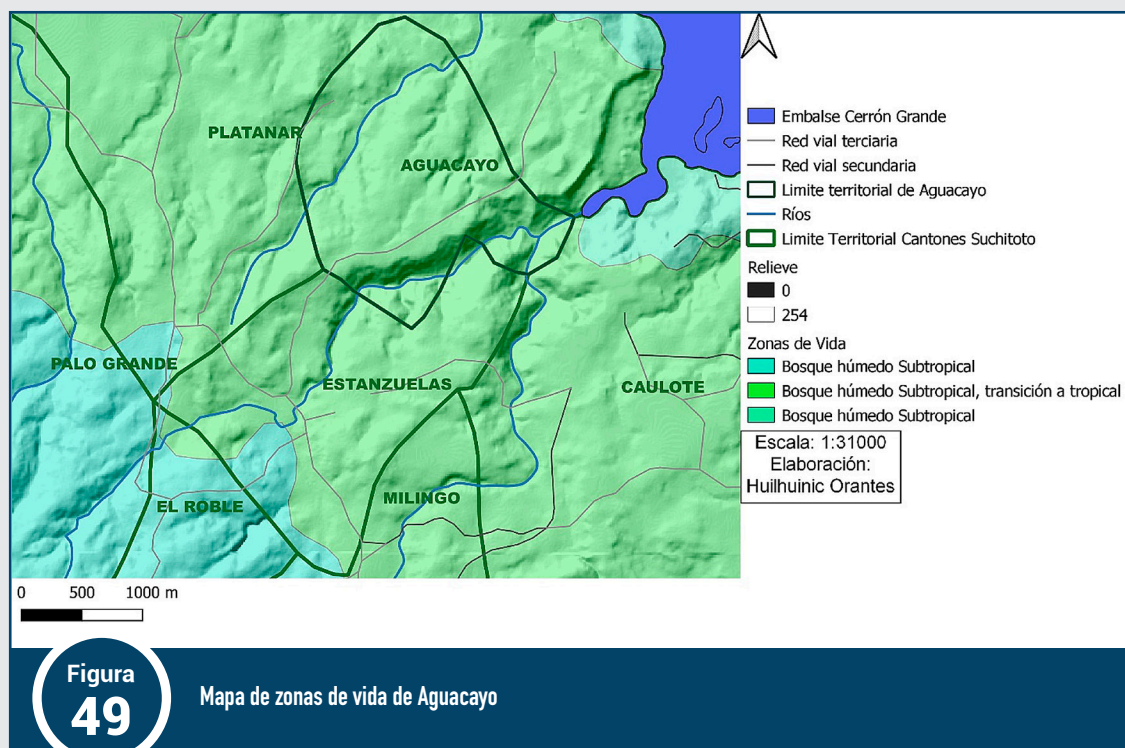 PLATANAR
AGUACAYO
PALO GRANDE
ESTANZUELAS
CAULOTE
MILINGO
EL ROBLE
Embalse Cerrón Grande
Red vial terciaria
Red vial secundaria
Limite territorial de Aguacayo
Ríos
Limite Territorial Cantones Suchitoto
Relieve
0
254
Zonas de Vida
Bosque húmedo Subtropical
Bosque húmedo Subtropical, transición a tropical
Bosque húmedo Subtropical
Escala: 1:31000
Elaboración:
Huilhuinic Orantes
0 500 1000 m
Figura
49
Mapa de zonas de vida de Aguacayo